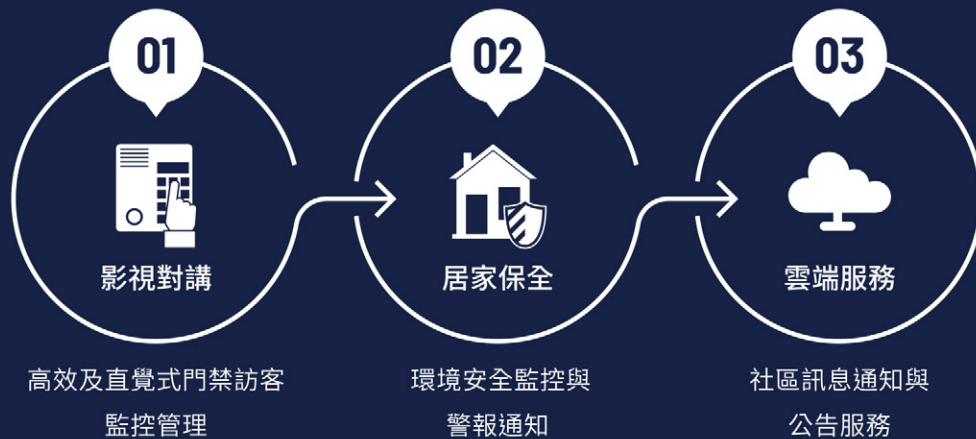 01
影視對講
高效及直覺式門禁訪客
監控管理
02
居家保全
環境安全監控與
警報通知
03
雲端服務
社區訊息通知與
公告服務